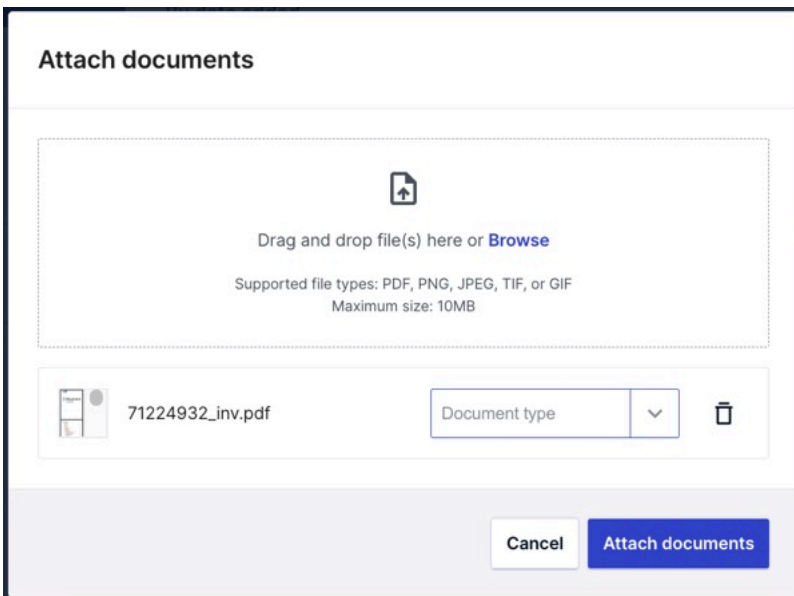 Attach documents
Drag and drop file(s) here or Browse
Supported file types: PDF, PNG, JPEG, TIF, or GIF
Maximum size: 10MB
71224932_inv.pdf
Document type
Cancel
Attach documents